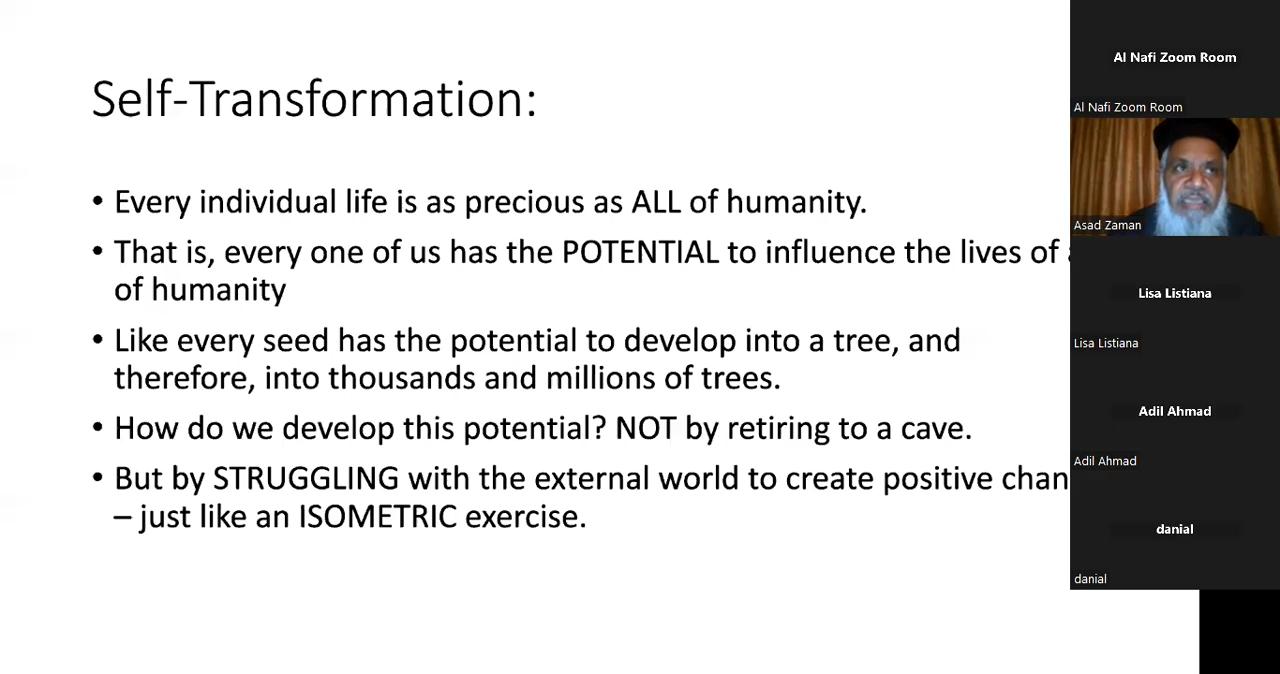 Self-Transformation:
• Every individual life is as precious as ALL of humanity.
• That is, every one of us has the POTENTIAL to influence the lives of
of humanity
• Like every seed has the potential to develop into a tree, and
therefore, into thousands and millions of trees.
• How do we develop this potential? NOT by retiring to a cave.
• But by STRUGGLING with the external world to create positive chan
– just like an ISOMETRIC exercise.
Al Nafi Zoom Room
Al Nafi Zoom Room
Asad Zaman
Lisa Listiana
Lisa Listiana
Adil Ahmad
Adil Ahmad
danial
danial